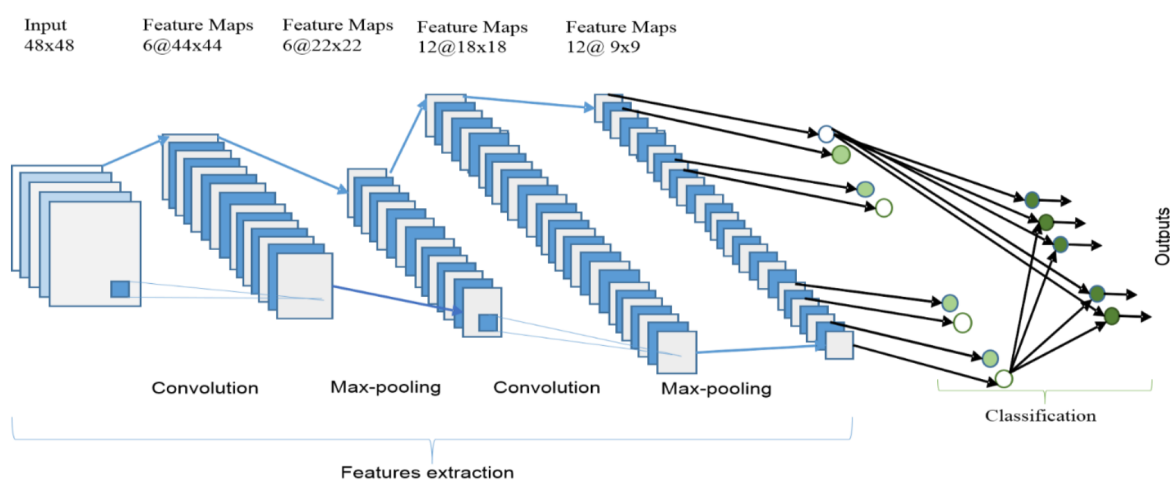 Input
48x48
Feature Maps
6@44x44
Feature Maps
6@22x22
Feature Maps
12@18x18
Feature Maps
12@ 9x9
Outputs
Convolution
Max-pooling
Convolution
Max-pooling
Classification
Features extraction